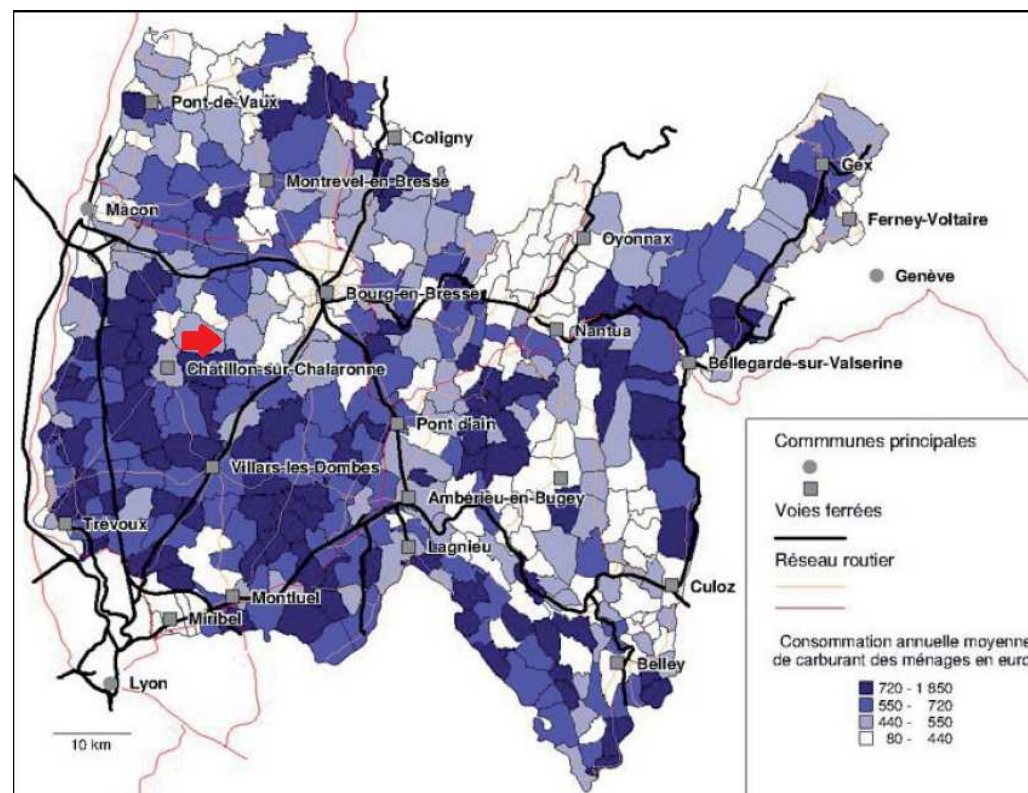 Pont-de-Vaux
Coligny
Montrevel-en-Bresse
Gex
Mâcon
Ferney-Voltaire
Oyonnax
Genève
Bourg-en-Bresse
Nantua
Bellegarde-sur-Valserine
Châtillon-sur-Chalaronne
Pont d'ain
Villars-les-Dombes
Ambérieu-en-Bugey
Trevoux
Lagnieu
Culoz
Montluel
Miribel
Belley
Lyon
10 km
Commmunes principales
Voies ferrées
Réseau routier
Consommation annuelle moyenne
de carburant des ménages en euro
720 - 1 850
550 - 720
440 - 550
80 - 440